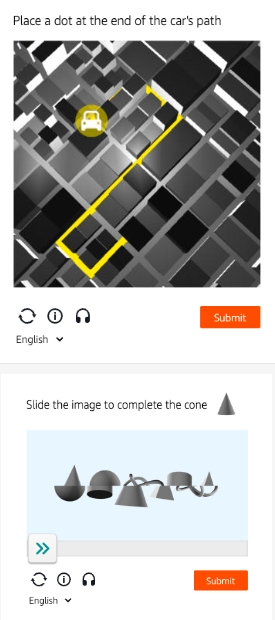 Place a dot at the end of the car's path
Submit
English
Slide the image to complete the cone
Submit
English